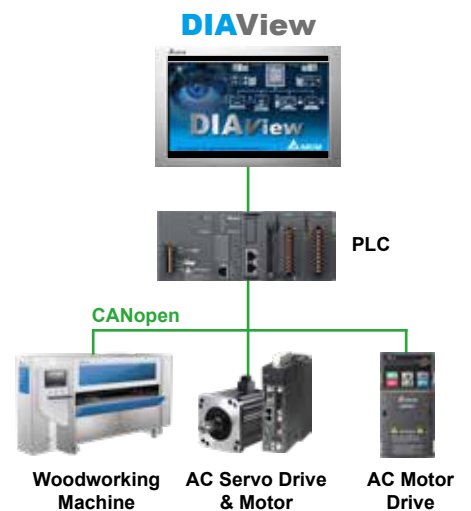 DIAView
DIAView
PLC
CANopen
Woodworking
Machine
AC Servo Drive
& Motor
AC Motor
Drive